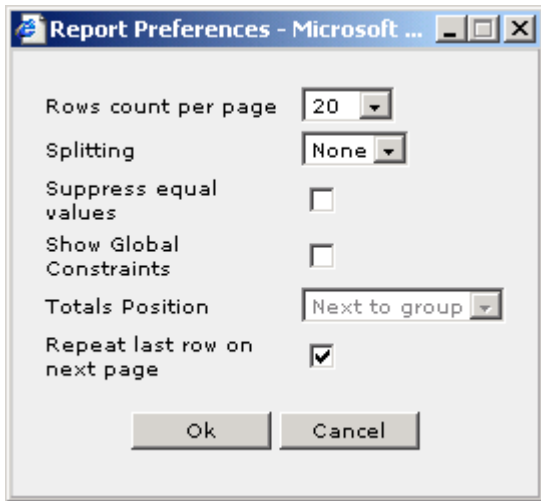 Report Preferences - Microsoft ...
Rows count per page 20
Splitting None
Suppress equal
values
Show Global
Constraints
Totals Position Next to group
Repeat last row on
next page
Ok Cancel